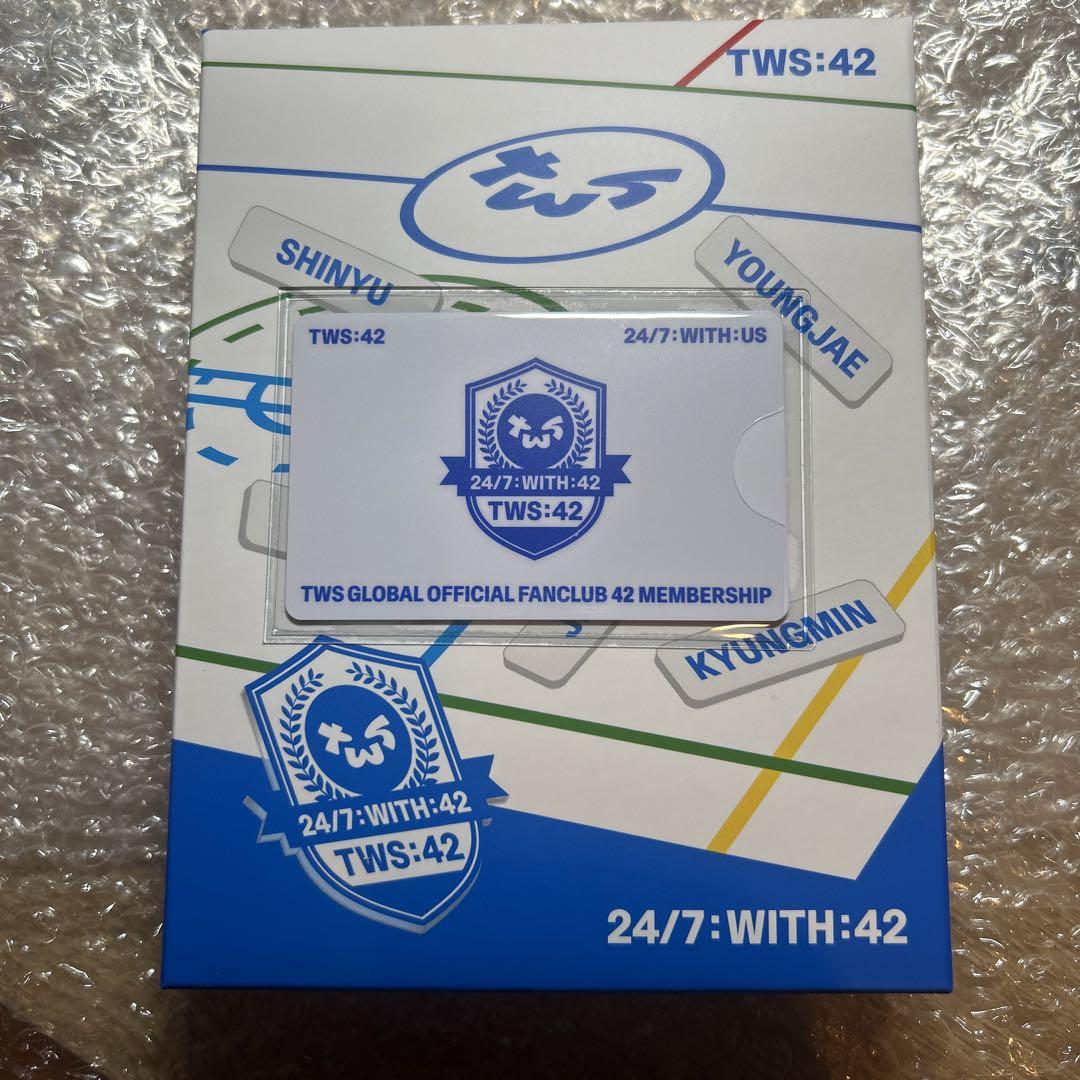 TWS:42
tws
SHINYU
YOUNGJAE
TWS:42
24/7:WITH:US
tws
24/7:WITH:42
TWS:42
TWS GLOBAL OFFICIAL FANCLUB 42 MEMBERSHIP
KYUNGMIN
tws
24/7:WITH:42
TWS:42
24/7:WITH:42